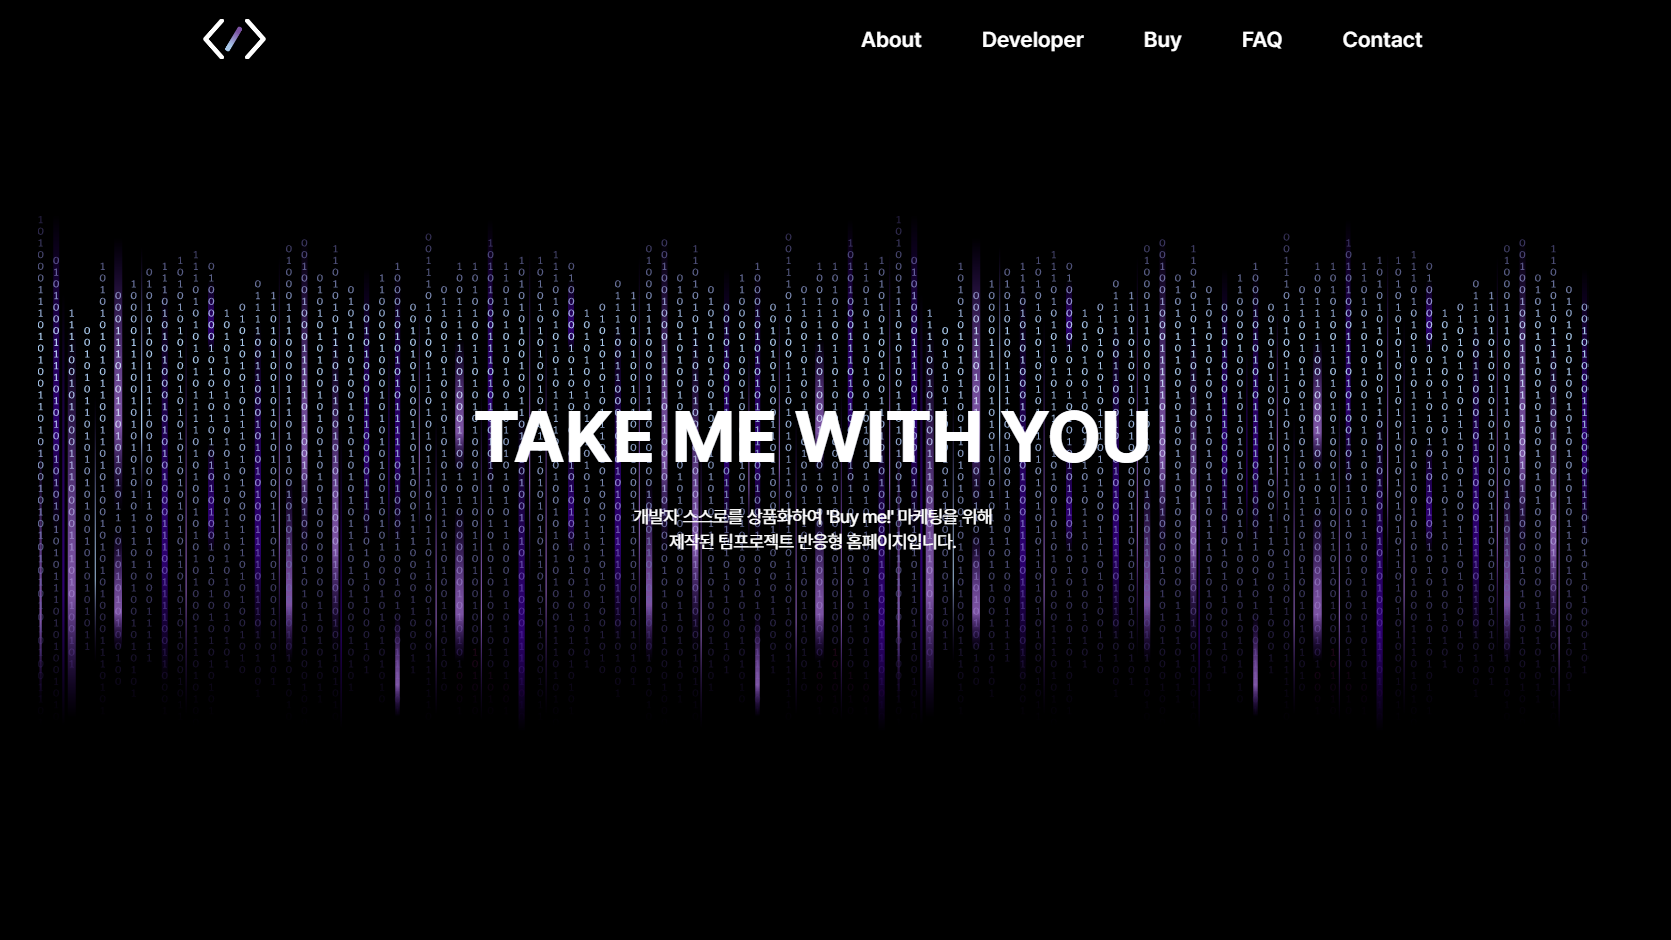 </>
About Developer Buy FAQ Contact
TAKE ME WITH YOU
개발자 스스로를 상품화하여 'Buy me!' 마케팅을 위해
제작된 팀프로젝트 반응형 홈페이지입니다.